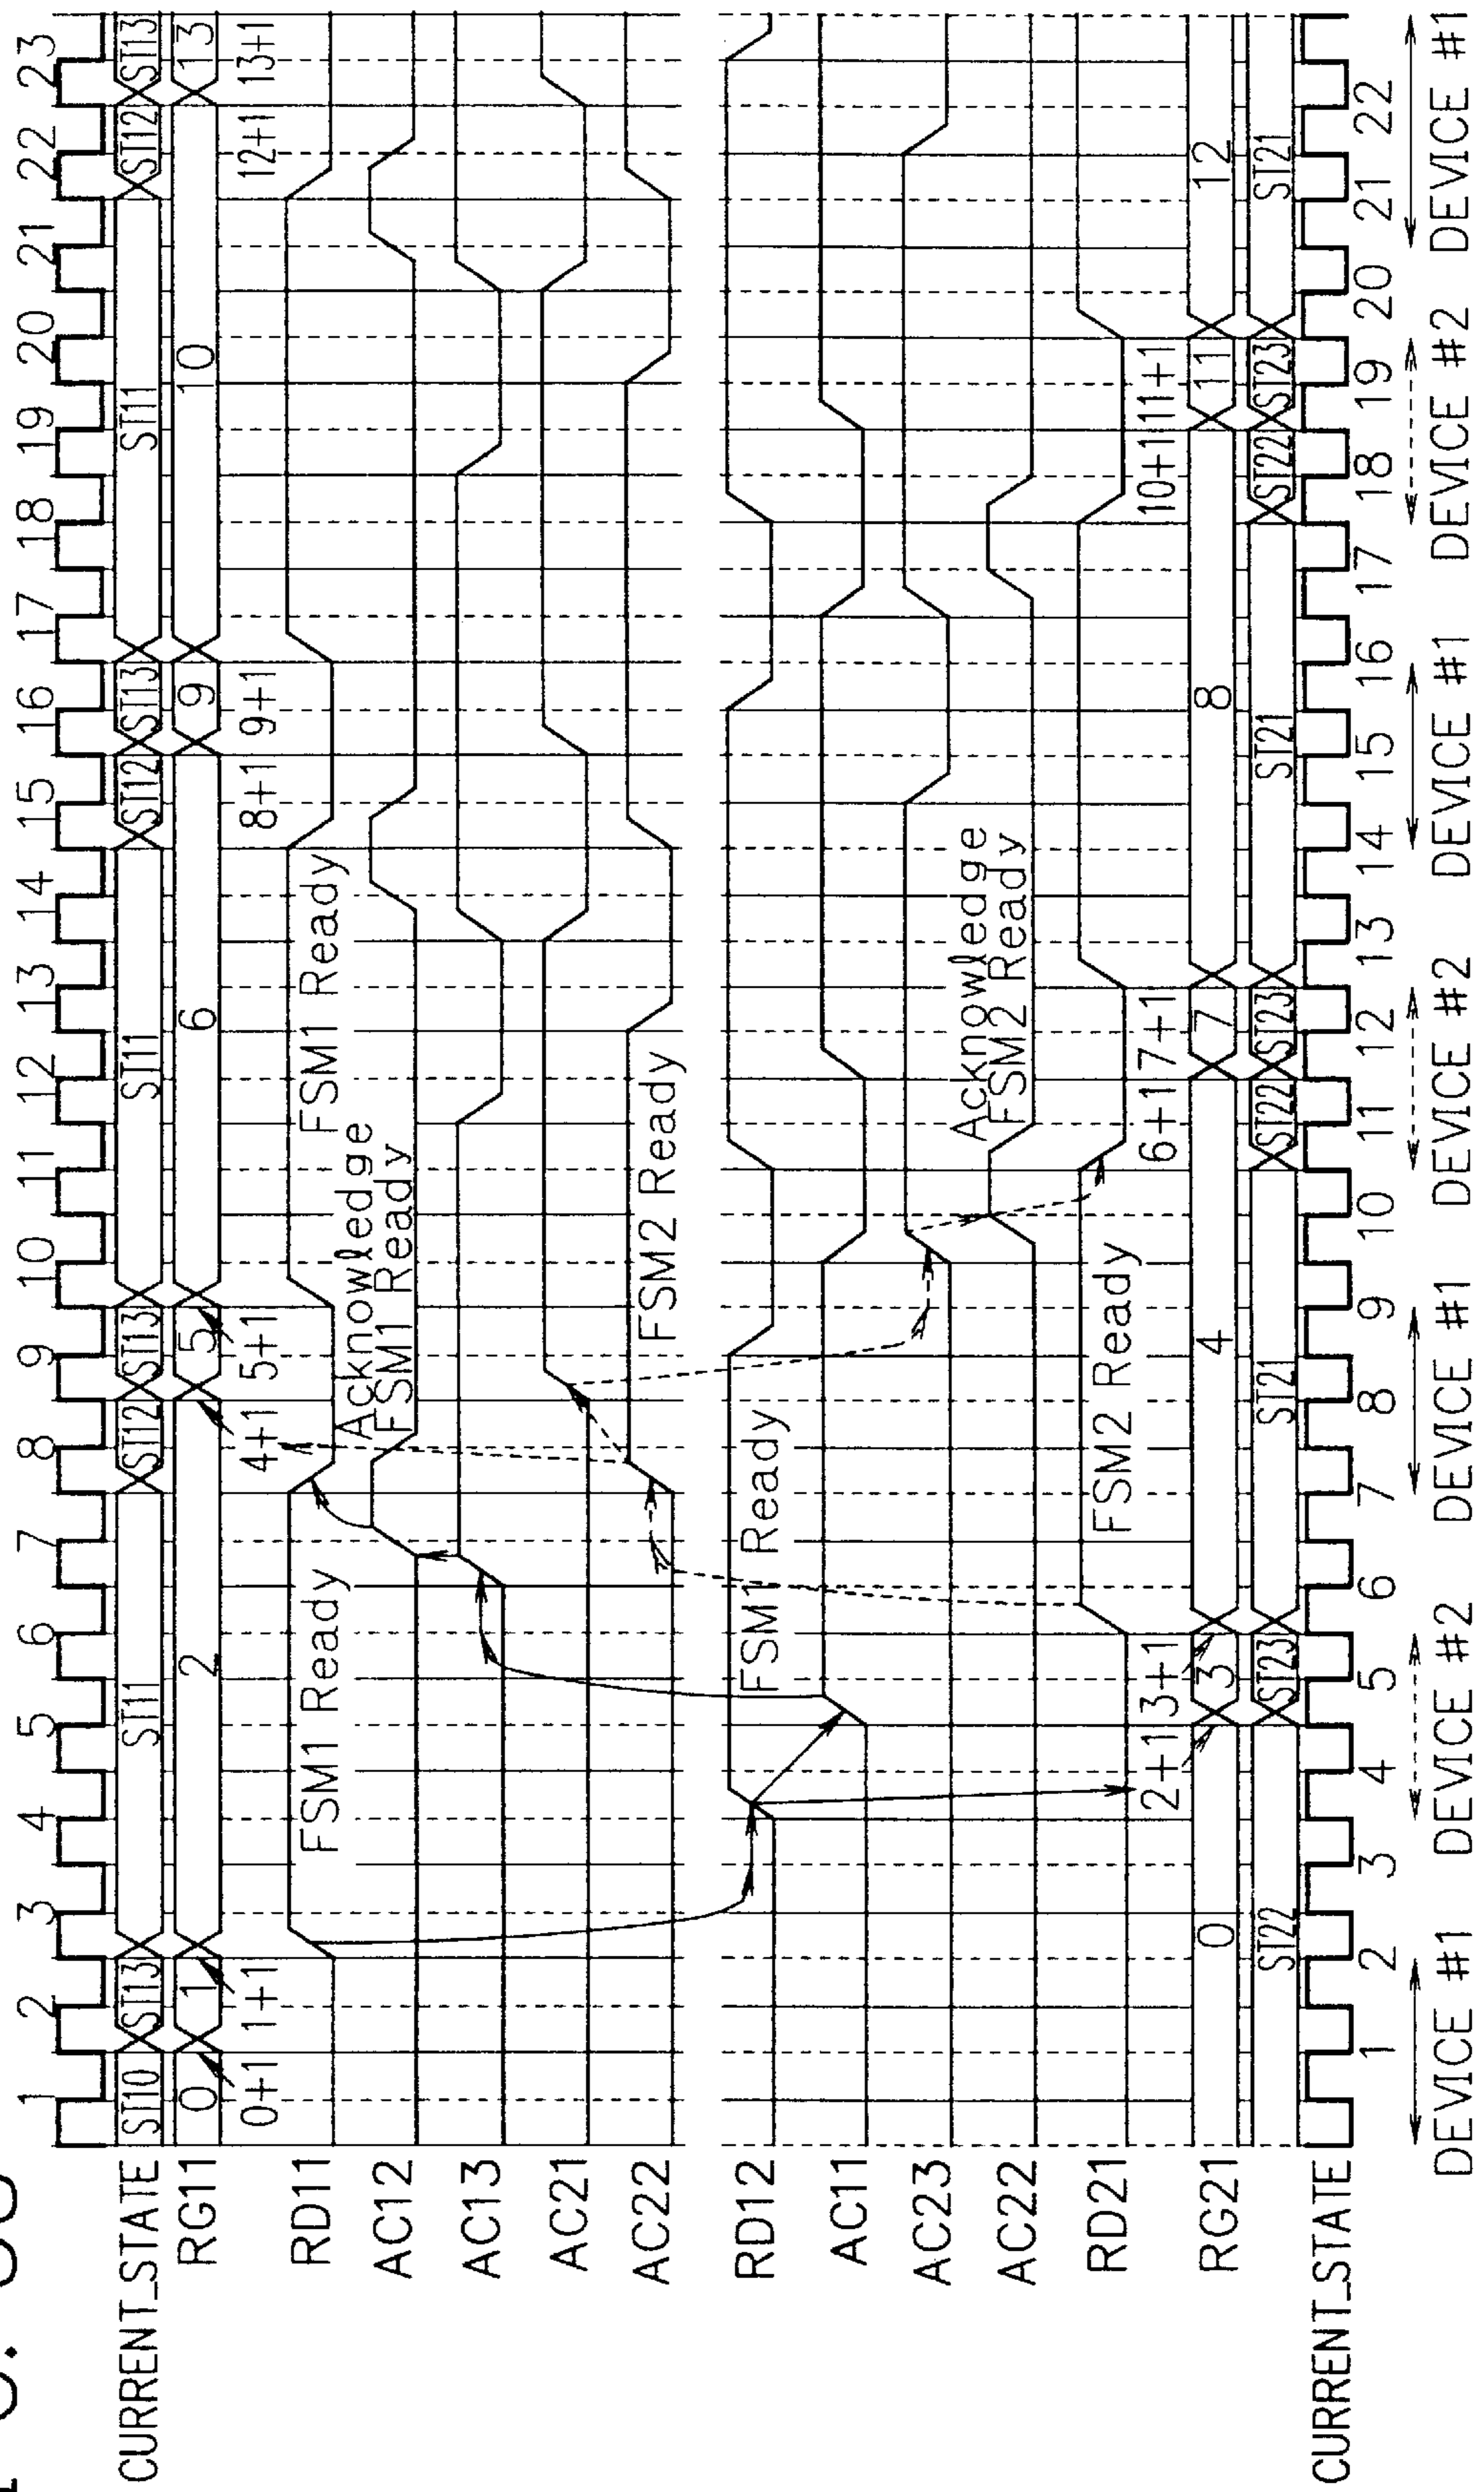 1 2 3 4 5 6 7 8 9 10 11 12 13 14 15 16 17 18 19 20 21 22 23
CURRENT_STATE ST10 ST13 ST11 ST12 ST13 ST11 ST12 ST13 ST11 ST12 ST13
RG11 0 1 2 5 6 9 10 13
0+1 1+1 4+1 5+1 8+1 9+1 12+1 13+1
RD11 FSM1 Ready FSM1 Ready
Acknowledge
AC12 FSM1 Ready
AC13
AC21
AC22 FSM2 Ready
RD12 FSM1 Ready
AC11
AC23
Acknowledge
AC22 FSM2 Ready
RD21 FSM2 Ready
2+1 3+1 6+1 7+1 10+1 11+1
RG21 0 3 4 7 8 11 12
ST22 ST23 ST21 ST22 ST23 ST21 ST22 ST23 ST21
CURRENT_STATE
1 2 3 4 5 6 7 8 9 10 11 12 13 14 15 16 17 18 19 20 21 22
DEVICE #1 DEVICE #2 DEVICE #1 DEVICE #2 DEVICE #1 DEVICE #2 DEVICE #1